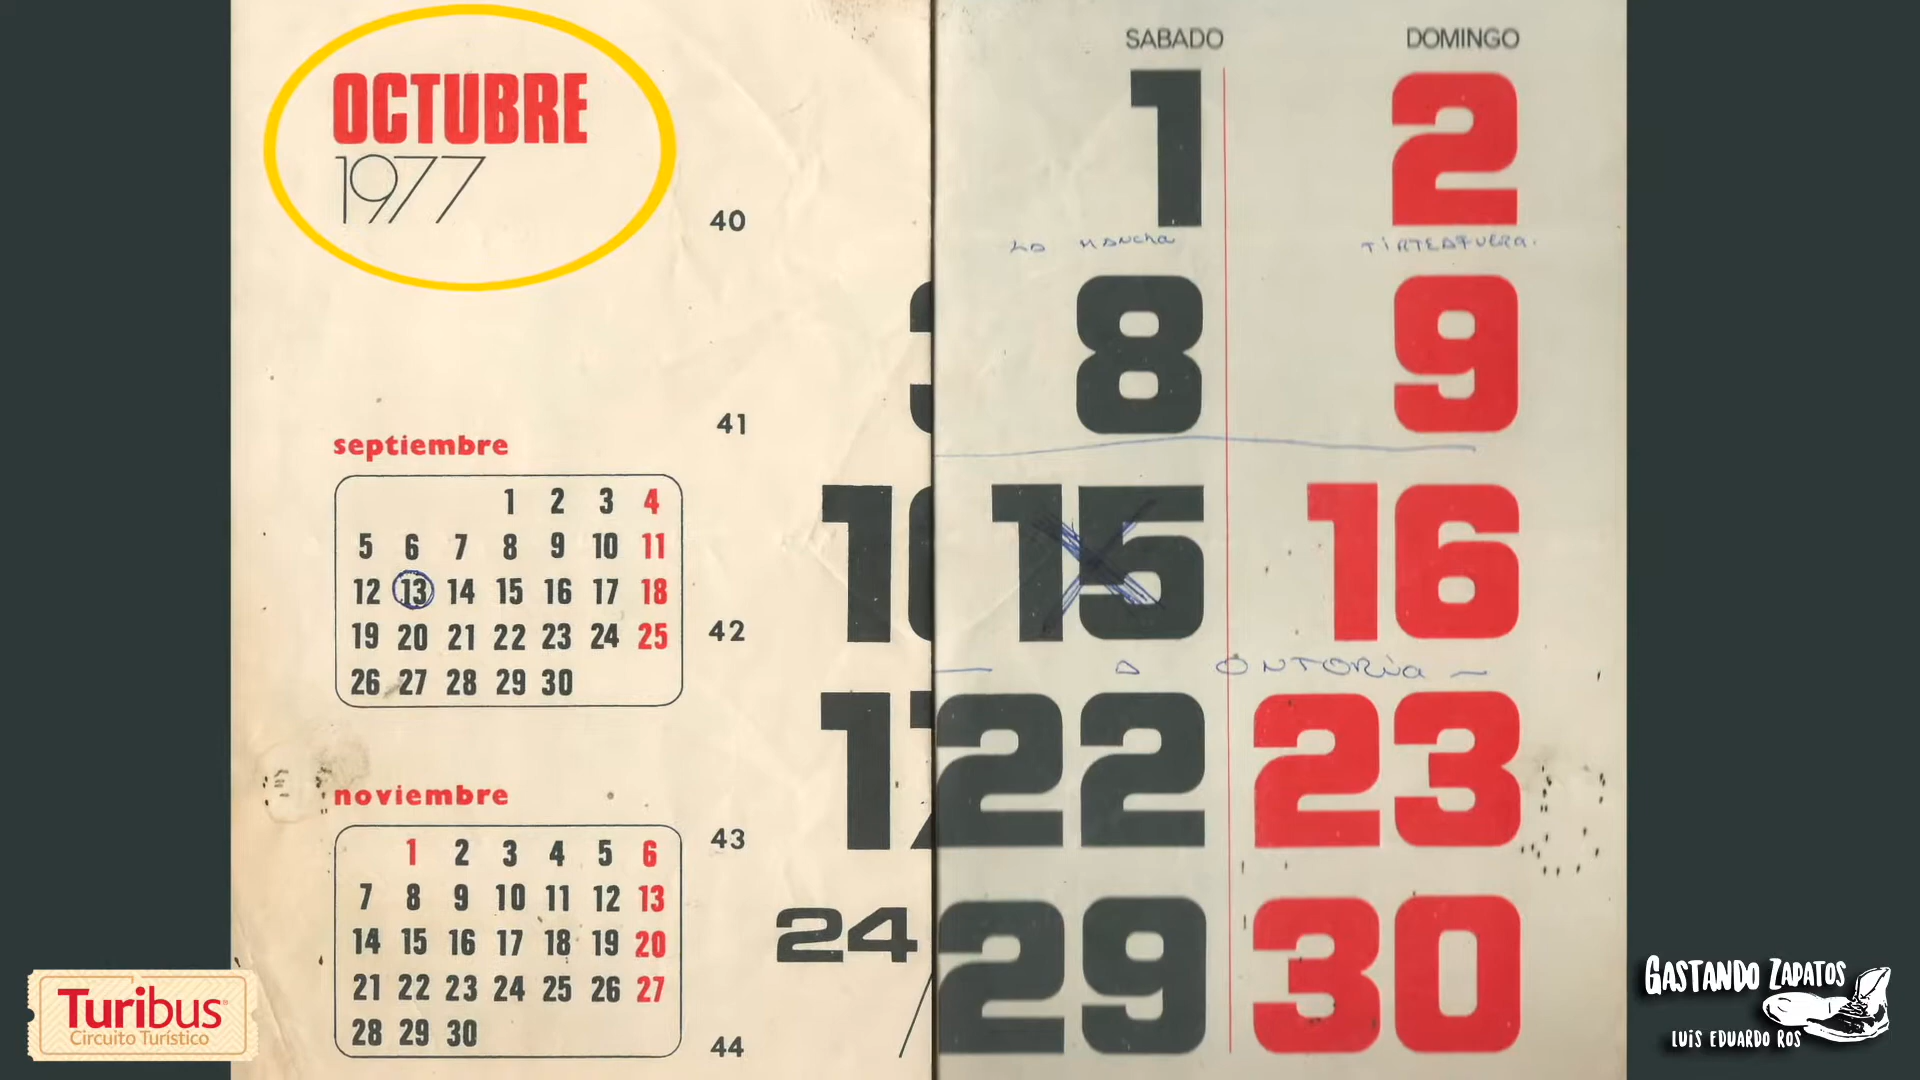 OCTUBRE
1977
SABADO DOMINGO
40 1 2
LA MANCHA TIRTEAFUERA.
41 8 9
42 10 15 16
A ONTORIA
43 17 22 23
44 24 29 30
septiembre
1 2 3 4
5 6 7 8 9 10 11
12 13 14 15 16 17 18
19 20 21 22 23 24 25
26 27 28 29 30
noviembre
1 2 3 4 5 6
7 8 9 10 11 12 13
14 15 16 17 18 19 20
21 22 23 24 25 26 27
28 29 30
Turibus
Circuito Turístico
GASTANDO ZAPATOS
LUIS EDUARDO ROS